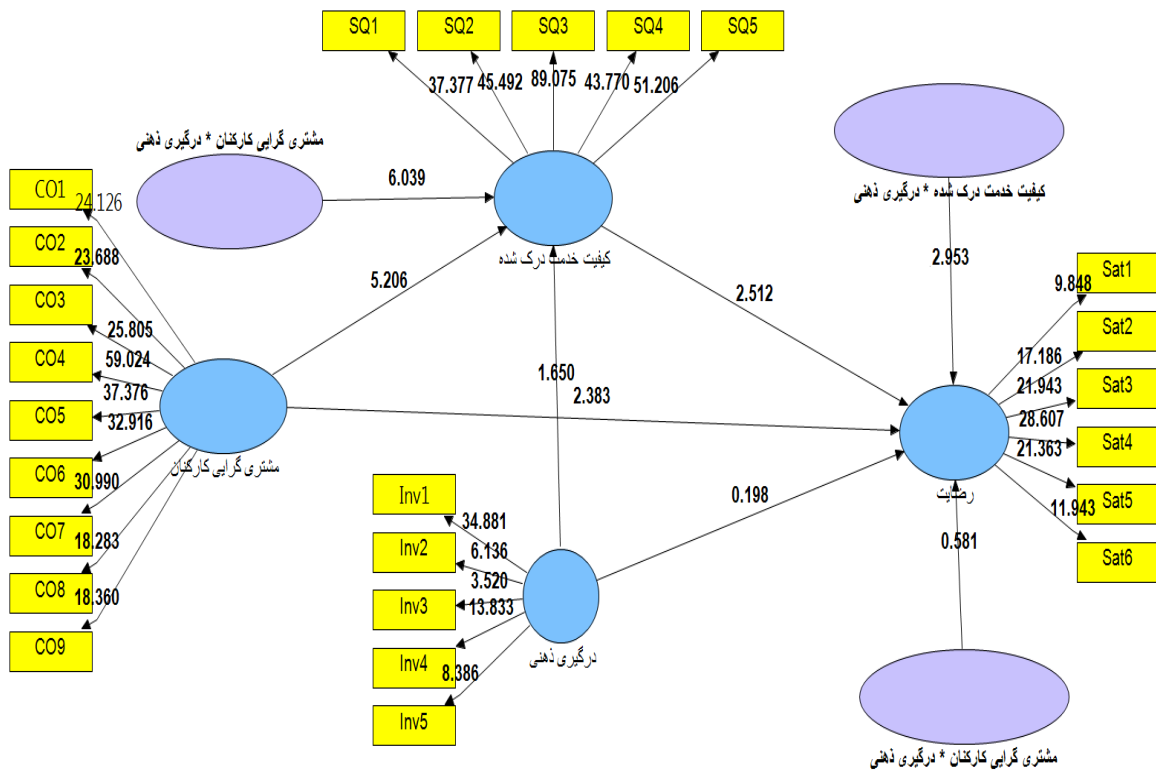 SQ1 SQ2 SQ3 SQ4 SQ5
37.377 45.492 89.075 43.770 51.206
مشتری گرایی کارکنان * درگیری ذهنی
6.039
کیفیت خدمت درک شده
کیفیت خدمت درک شده * درگیری ذهنی
2.953
CO1
24.126
CO2
23.688
CO3
25.805
CO4
59.024
CO5
37.376
CO6
32.916
CO7
30.990
CO8
18.283
CO9
18.360
مشتری گرایی کارکنان
5.206
2.512
1.650
2.383
0.198
Inv1
34.881
Inv2
6.136
Inv3
3.520
Inv4
13.833
Inv5
8.386
درگیری ذهنی
Sat1
9.848
Sat2
17.186
Sat3
21.943
Sat4
28.607
Sat5
21.363
Sat6
11.943
رضایت
0.581
مشتری گرایی کارکنان * درگیری ذهنی